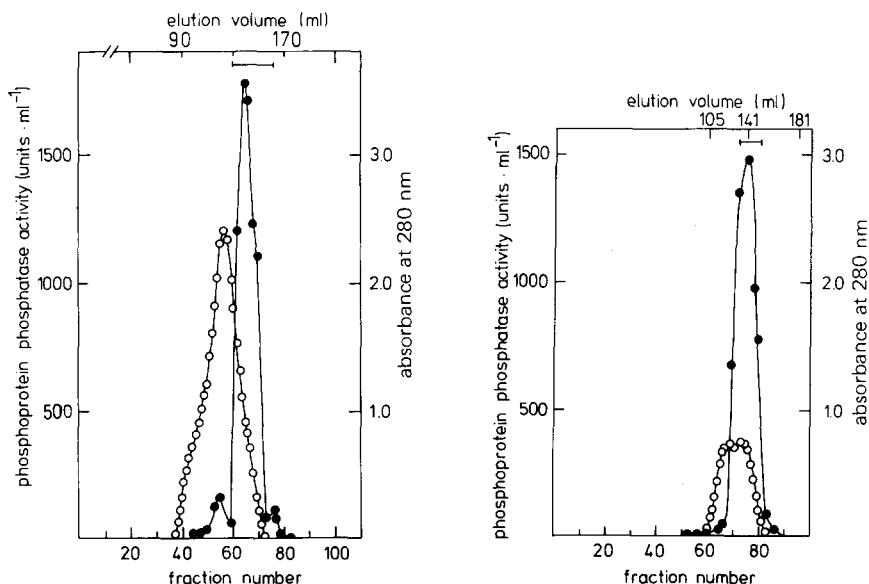 elution volume (ml)
90 170
phosphoprotein phosphatase activity (units · ml⁻¹)
1500
1000
500
3.0
2.0
1.0
absorbance at 280 nm
20 40 60 80 100
fraction number
elution volume (ml)
105 141 181
phosphoprotein phosphatase activity (units · ml⁻¹)
1500
1000
500
3.0
2.0
1.0
absorbance at 280 nm
20 40 60 80
fraction number